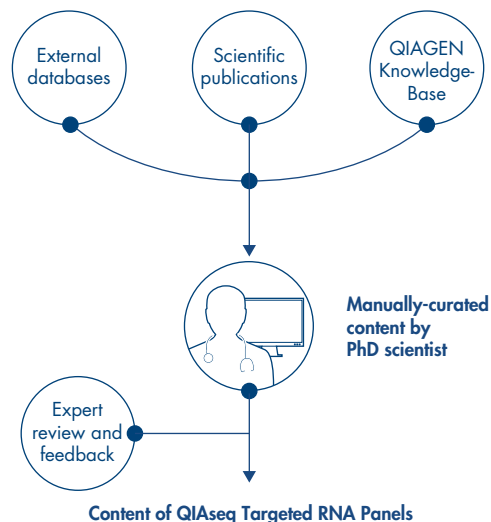 External
databases
Scientific
publications
QIAGEN
Knowledge-
Base
Manually-curated
content by
PhD scientist
Expert
review and
feedback
Content of QIAseq Targeted RNA Panels